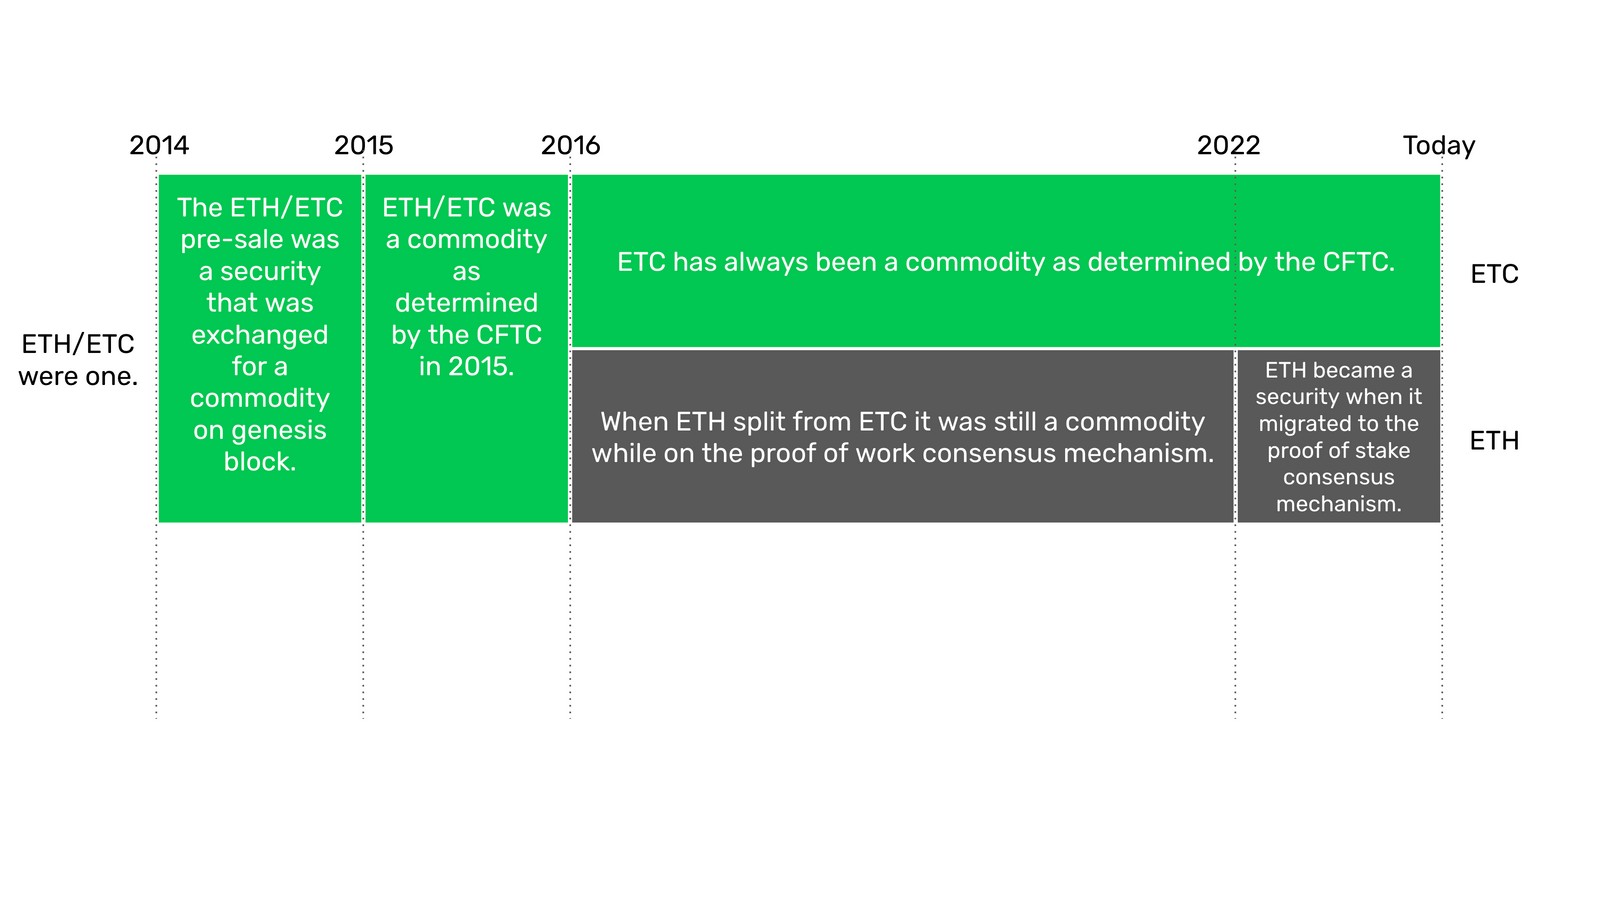 2014
2015
2016
2022
Today
ETH/ETC
were one.
The ETH/ETC
pre-sale was
a security
that was
exchanged
for a
commodity
on genesis
block.
ETH/ETC was
a commodity
as
determined
by the CFTC
in 2015.
ETC has always been a commodity as determined by the CFTC.
ETC
When ETH split from ETC it was still a commodity
while on the proof of work consensus mechanism.
ETH became a
security when it
migrated to the
proof of stake
consensus
mechanism.
ETH